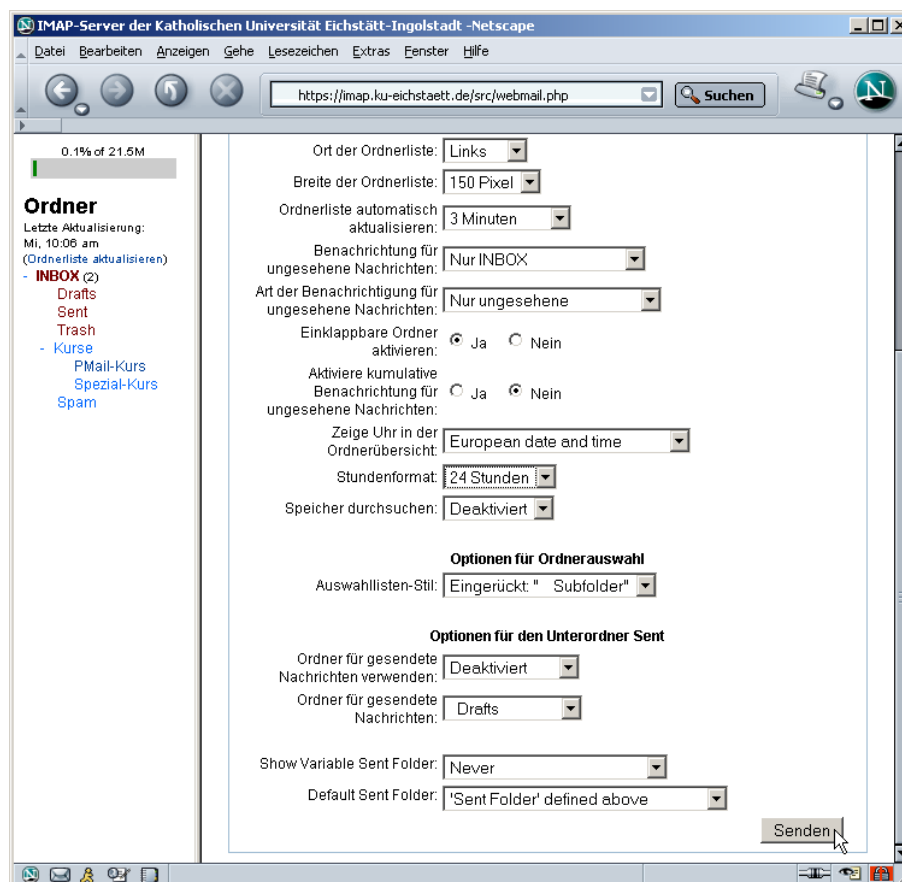 IMAP-Server der Katholischen Universität Eichstätt-Ingolstadt -Netscape
Datei Bearbeiten Anzeigen Gehe Lesezeichen Extras Fenster Hilfe
https://imap.ku-eichstaett.de/src/webmail.php Suchen
0.1% of 21.5M
Ordner
Letzte Aktualisierung:
Mi, 10:06 am
(Ordnerliste aktualisieren)
- INBOX (2)
Drafts
Sent
Trash
- Kurse
PMail-Kurs
Spezial-Kurs
Spam
Ort der Ordnerliste: Links
Breite der Ordnerliste: 150 Pixel
Ordnerliste automatisch
aktualisieren: 3 Minuten
Benachrichtung für
ungesehene Nachrichten: Nur INBOX
Art der Benachrichtigung für
ungesehene Nachrichten: Nur ungesehene
Einklappbare Ordner
aktivieren: Ja Nein
Aktiviere kumulative
Benachrichtung für
ungesehene Nachrichten: Ja Nein
Zeige Uhr in der
Ordnerübersicht: European date and time
Stundenformat: 24 Stunden
Speicher durchsuchen: Deaktiviert
Optionen für Ordnerauswahl
Auswahllisten-Stil: Eingerückt: "    Subfolder"
Optionen für den Unterordner Sent
Ordner für gesendete
Nachrichten verwenden: Deaktiviert
Ordner für gesendete
Nachrichten: Drafts
Show Variable Sent Folder: Never
Default Sent Folder: 'Sent Folder' defined above
Senden